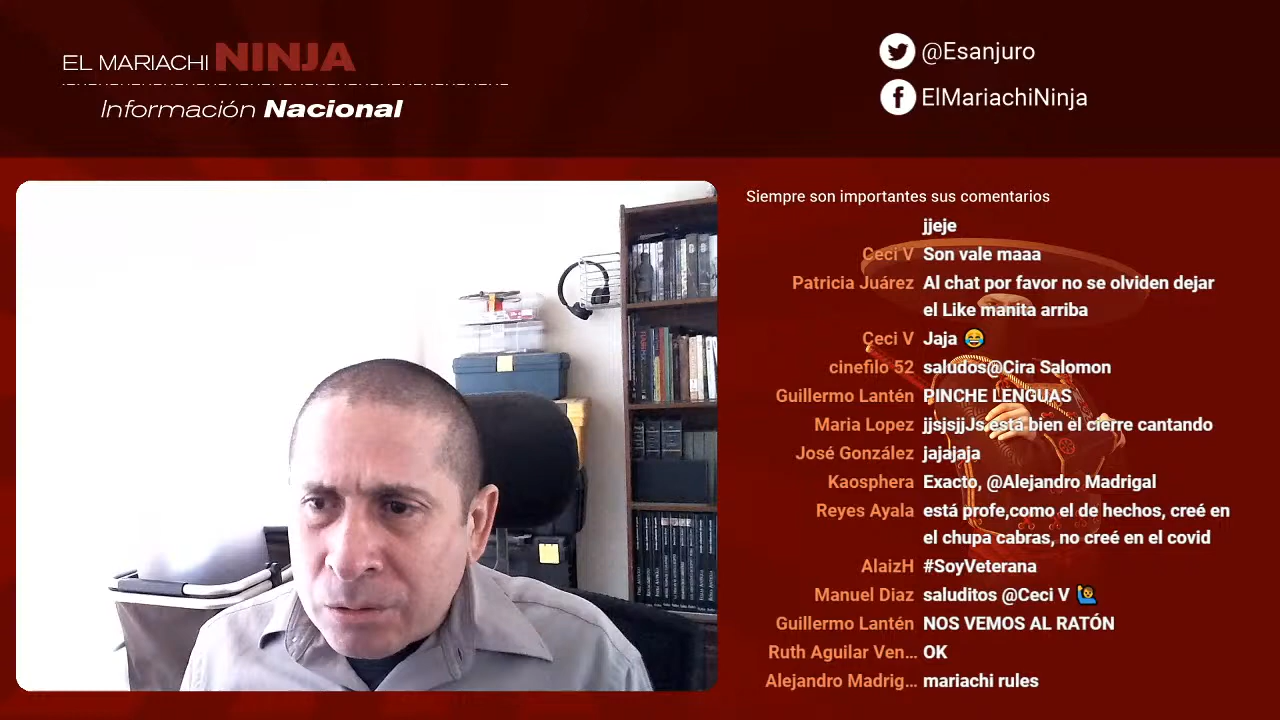 EL MARIACHI NINJA
Información Nacional
@Esanjuro
ElMariachiNinja
Siempre son importantes sus comentarios
jjeje
Ceci V Son vale maaa
Patricia Juárez Al chat por favor no se olviden dejar
el Like manita arriba
Ceci V Jaja 😂
cinefilo 52 saludos@Cira Salomon
Guillermo Lantén PINCHE LENGUAS
Maria Lopez jjsjsjjJs está bien el cierre cantando
José González jajajaja
Kaosphera Exacto, @Alejandro Madrigal
Reyes Ayala está profe,como el de hechos, creé en
el chupa cabras, no creé en el covid
AlaizH #SoyVeterana
Manuel Diaz saluditos @Ceci V 🙋
Guillermo Lantén NOS VEMOS AL RATÓN
Ruth Aguilar Ven... OK
Alejandro Madrig... mariachi rules